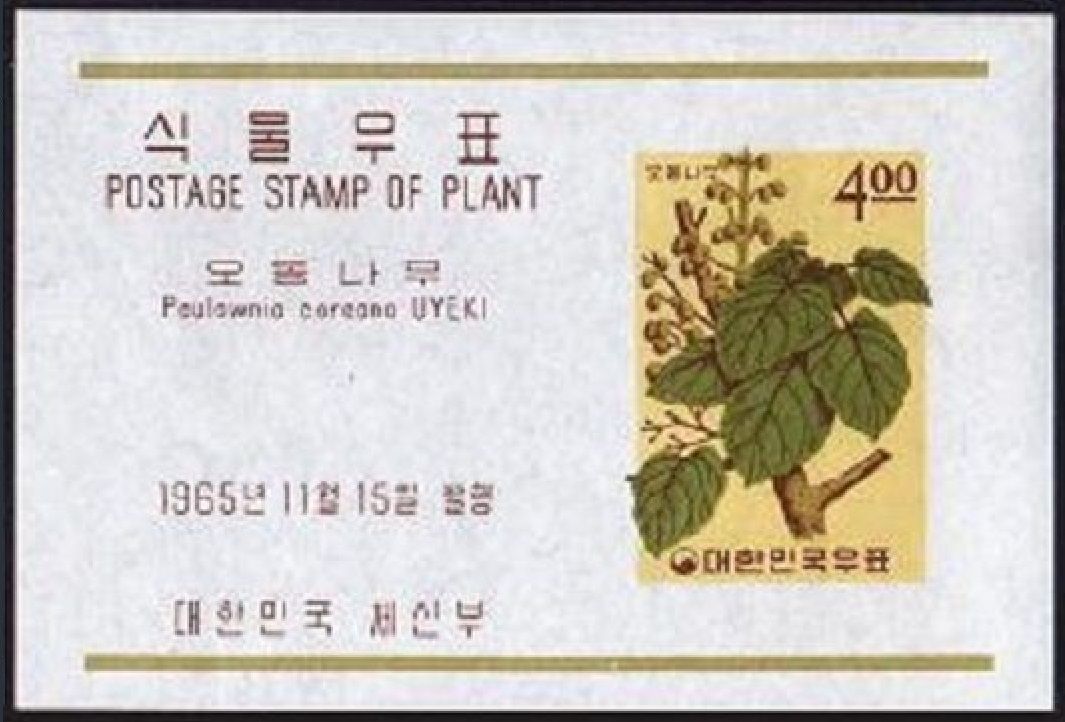 식물우표
POSTAGE STAMP OF PLANT
오동나무
Paulownia coreana UYEKI
1965년 11월 15일 발행
대한민국 체신부
오동나무
4.00
대한민국우표